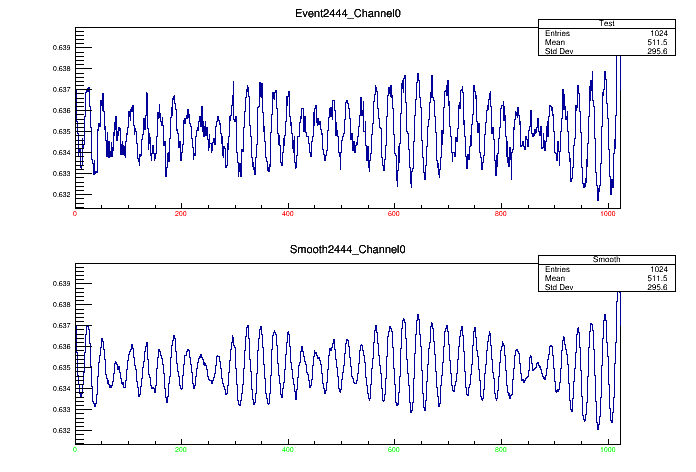 Event2444_Channel0
Test
Entries 1024
Mean 511.5
Std Dev 295.6
0.639
0.638
0.637
0.636
0.635
0.634
0.633
0.632
0 200 400 600 800 1000
Smooth2444_Channel0
Smooth
Entries 1024
Mean 511.5
Std Dev 295.6
0.639
0.638
0.637
0.636
0.635
0.634
0.633
0.632
0 200 400 600 800 1000